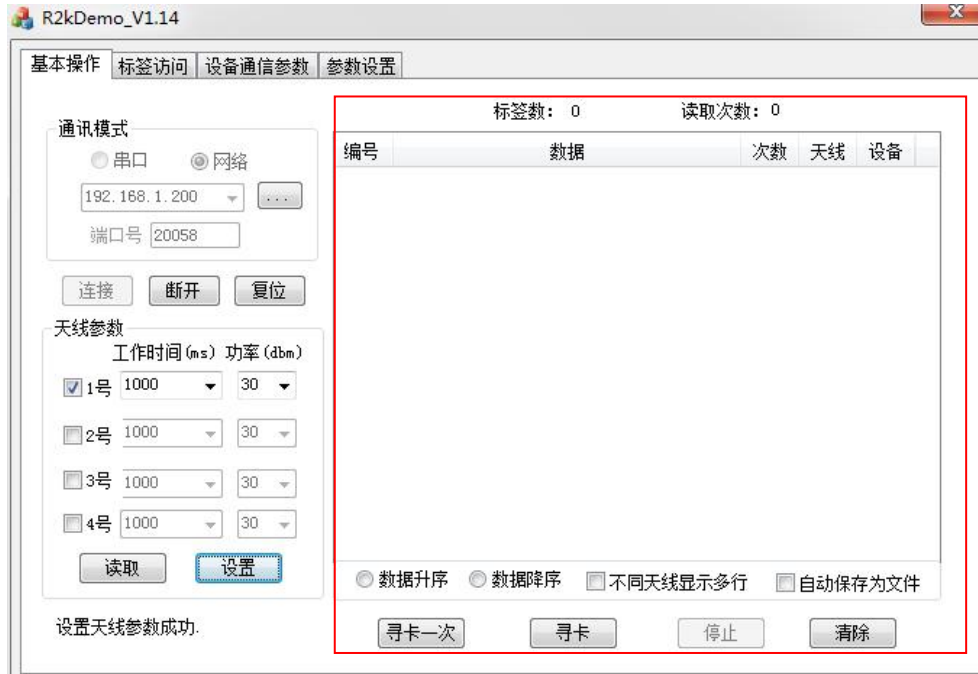 R2kDemo_V1.14
基本操作 标签访问 设备通信参数 参数设置
通讯模式
串口 网络
192.168.1.200 ...
端口号 20058
连接 断开 复位
天线参数
工作时间(ms) 功率(dbm)
1号 1000 30
2号 1000 30
3号 1000 30
4号 1000 30
读取 设置
设置天线参数成功.
标签数: 0 读取次数: 0
编号 数据 次数 天线 设备
数据升序 数据降序 不同天线显示多行 自动保存为文件
寻卡一次 寻卡 停止 清除